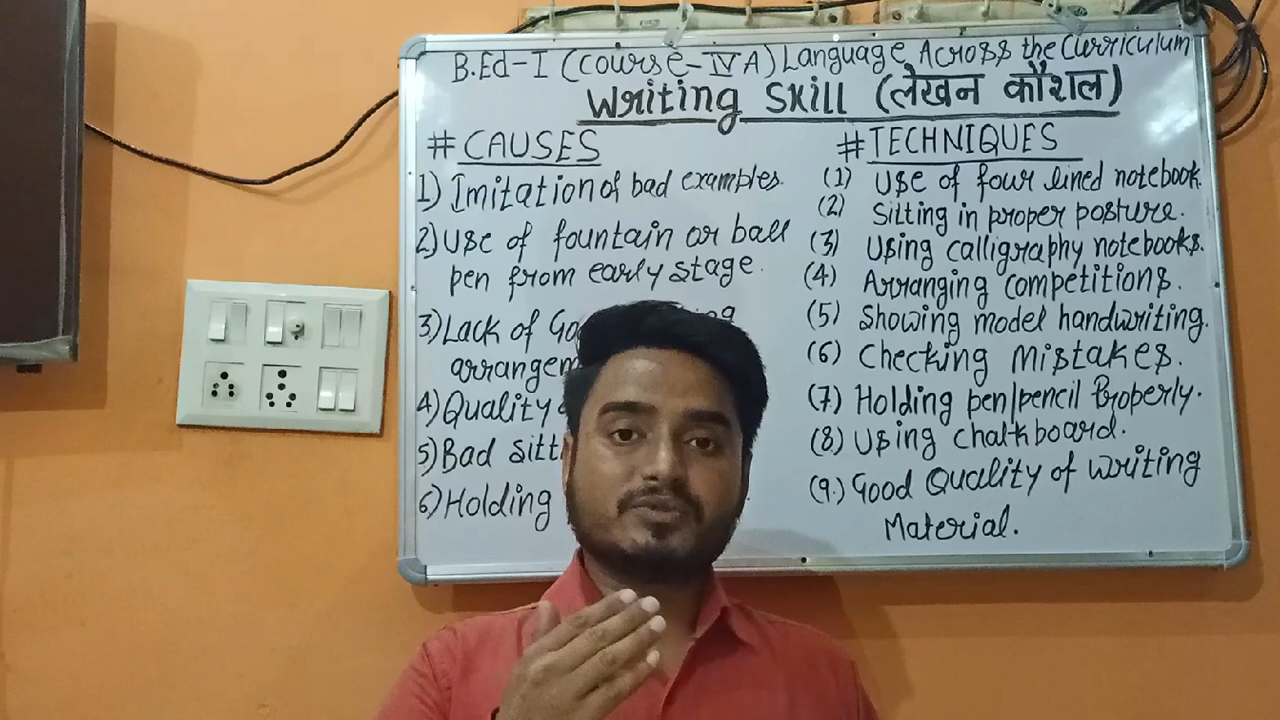 B.Ed-I (Course-IV A) Language Across the Curriculum
Writing Skill (लेखन कौशल)
# CAUSES
1) Imitation of bad examples.
2) Use of fountain or ball
pen from early stage.
3) Lack of
4) Quality
5) Bad
6) Holding
# TECHNIQUES
(1) Use of four lined notebook.
(2) Sitting in proper posture.
(3) Using calligraphy notebooks.
(4) Arranging competitions.
(5) Showing model handwriting.
(6) Checking Mistakes.
(7) Holding pen/pencil Properly.
(8) Using Chalkboard.
(9.) Good Quality of writing
Material.